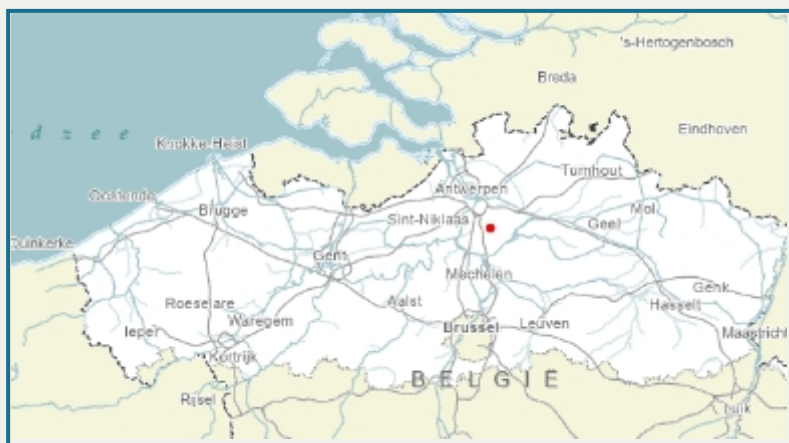 's-Hertogenbosch
Breda
d z e e
Eindhoven
Knokke-Heist
Turnhout
Antwerpen
Oostende
Mol
Brugge
Sint-Niklaas
Geel
Duinkerke
Gent
Mechelen
Genk
Roeselare
Aalst
Hasselt
Waregem
Brussel
Leuven
Ieper
Maastricht
Kortrijk
BELGIË
Rijsel
Luik